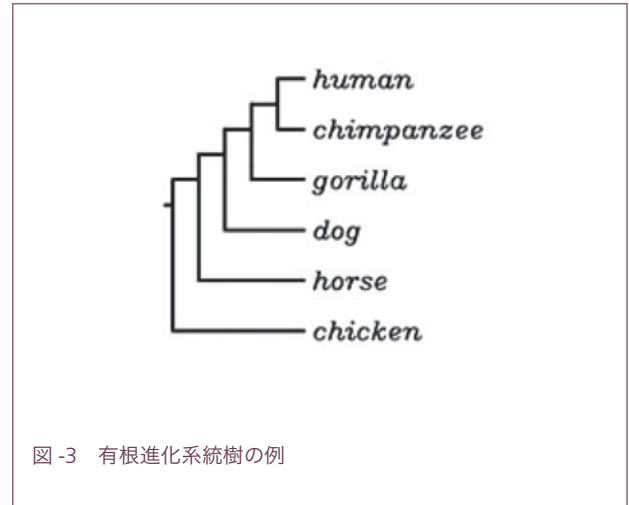 human
chimpanzee
gorilla
dog
horse
chicken
図 -3 有根進化系統樹の例